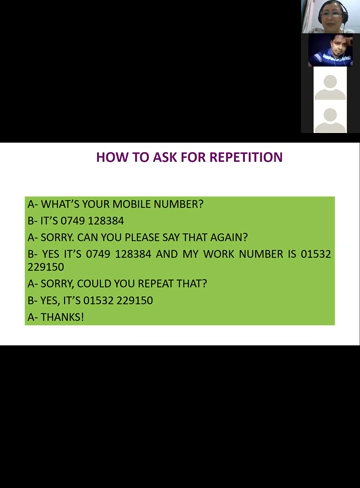 HOW TO ASK FOR REPETITION
A- WHAT'S YOUR MOBILE NUMBER?
B- IT'S 0749 128384
A- SORRY. CAN YOU PLEASE SAY THAT AGAIN?
B- YES IT'S 0749 128384 AND MY WORK NUMBER IS 01532
229150
A- SORRY, COULD YOU REPEAT THAT?
B- YES, IT'S 01532 229150
A- THANKS!